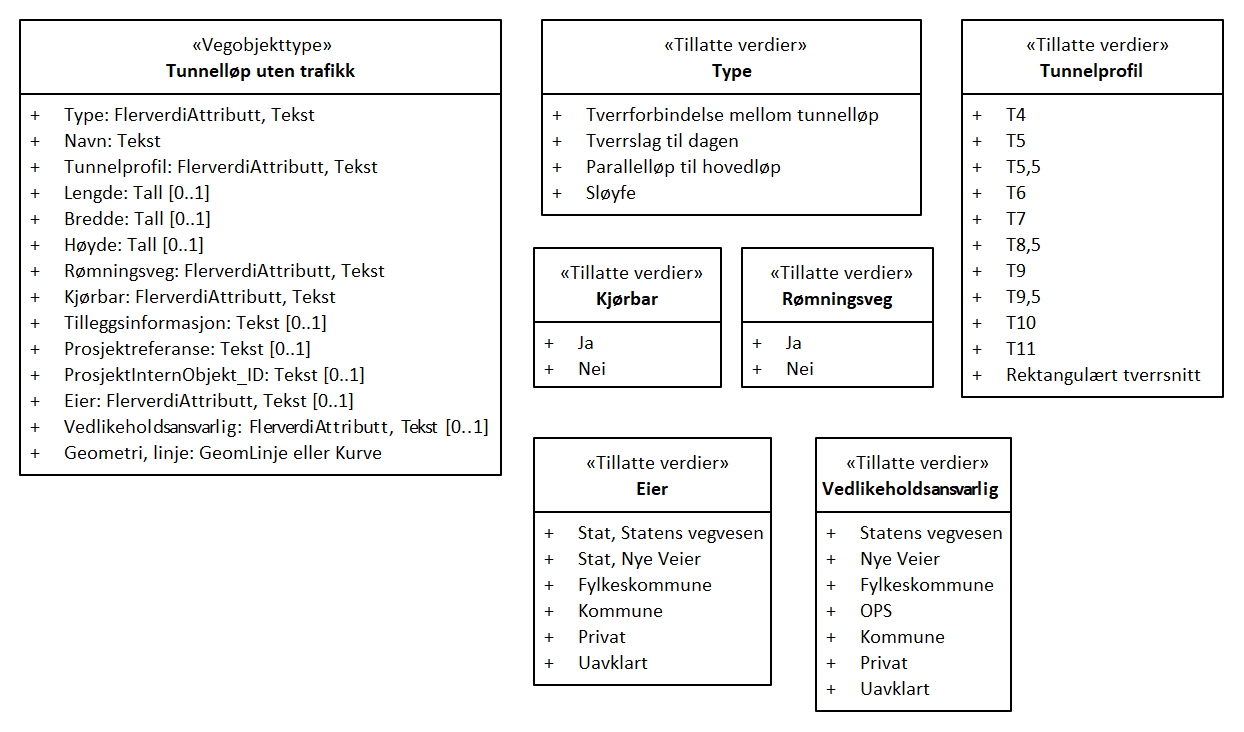 «Vegobjekttype»
Tunnelløp uten trafikk
+ Type: FlerverdiAttributt, Tekst
+ Navn: Tekst
+ Tunnelprofil: FlerverdiAttributt, Tekst
+ Lengde: Tall [0..1]
+ Bredde: Tall [0..1]
+ Høyde: Tall [0..1]
+ Rømningsveg: FlerverdiAttributt, Tekst
+ Kjørbar: FlerverdiAttributt, Tekst
+ Tilleggsinformasjon: Tekst [0..1]
+ Prosjektreferanse: Tekst [0..1]
+ ProsjektInternObjekt_ID: Tekst [0..1]
+ Eier: FlerverdiAttributt, Tekst [0..1]
+ Vedlikeholdsansvarlig: FlerverdiAttributt, Tekst [0..1]
+ Geometri, linje: GeomLinje eller Kurve
«Tillatte verdier»
Type
+ Tverrforbindelse mellom tunnelløp
+ Tverrslag til dagen
+ Parallelløp til hovedløp
+ Sløyfe
«Tillatte verdier»
Tunnelprofil
+ T4
+ T5
+ T5,5
+ T6
+ T7
+ T8,5
+ T9
+ T9,5
+ T10
+ T11
+ Rektangulært tverrsnitt
«Tillatte verdier»
Kjørbar
+ Ja
+ Nei
«Tillatte verdier»
Rømningsveg
+ Ja
+ Nei
«Tillatte verdier»
Eier
+ Stat, Statens vegvesen
+ Stat, Nye Veier
+ Fylkeskommune
+ Kommune
+ Privat
+ Uavklart
«Tillatte verdier»
Vedlikeholdsansvarlig
+ Statens vegvesen
+ Nye Veier
+ Fylkeskommune
+ OPS
+ Kommune
+ Privat
+ Uavklart